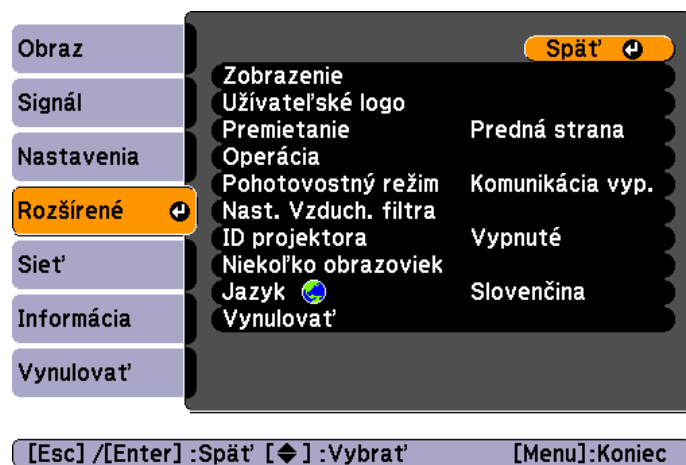 Obraz
Signál
Nastavenia
Rozšírené
Sieť
Informácia
Vynulovať
Späť
Zobrazenie
Užívateľské logo
Premietanie Predná strana
Operácia
Pohotovostný režim Komunikácia vyp.
Nast. Vzduch. filtra
ID projektora Vypnuté
Niekoľko obrazoviek
Jazyk Slovenčina
Vynulovať
[Esc] /[Enter] :Späť [◆] :Vybrať [Menu]:Koniec